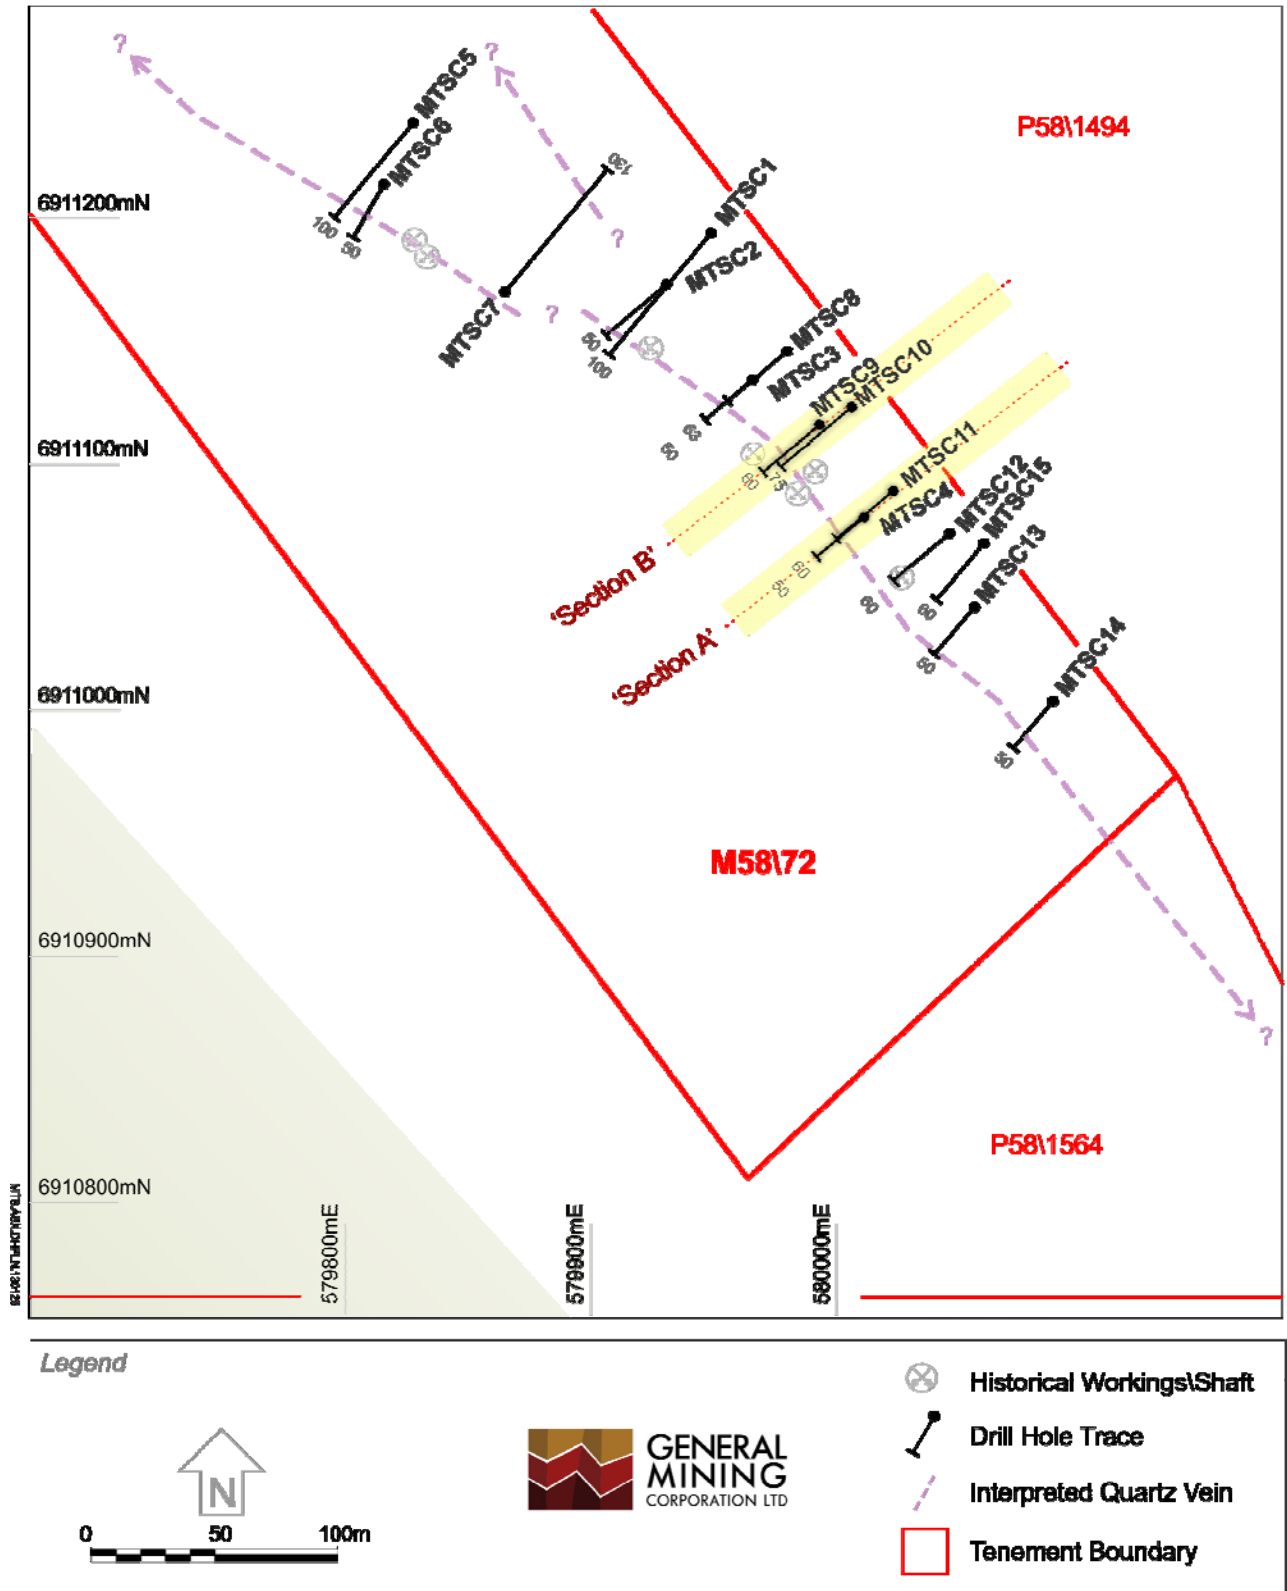 ?
?
MTSC5
MTSC6
P58\1494
130
MTSC1
6911200mN
100
50
?
MTSC2
MTSC7
?
50
100
MTSC8
MTSC3
MTSC9
MTSC10
6911100mN
50
60
75
MTSC11
MTSC4
MTSC12
MTSC15
MTSC13
'Section B'
60
50
'Section A'
MTSC14
6911000mN
M58\72
6910900mN
?
P58\1564
6910800mN
579800mE
579900mE
580000mE
Legend
N
0 50 100m
GENERAL
MINING
CORPORATION LTD
Historical Workings\Shaft
Drill Hole Trace
Interpreted Quartz Vein
Tenement Boundary